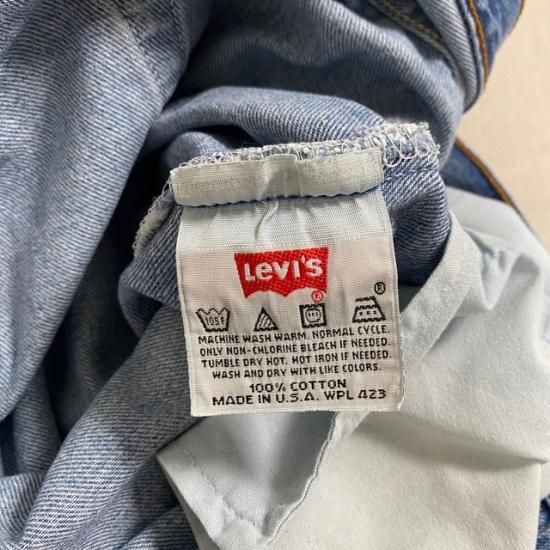 Levi's
®
®
105F
MACHINE WASH WARM. NORMAL CYCLE.
ONLY NON-CHLORINE BLEACH IF NEEDED.
TUMBLE DRY HOT. HOT IRON IF NEEDED.
WASH AND DRY WITH LIKE COLORS.
100% COTTON
MADE IN U.S.A. WPL 423